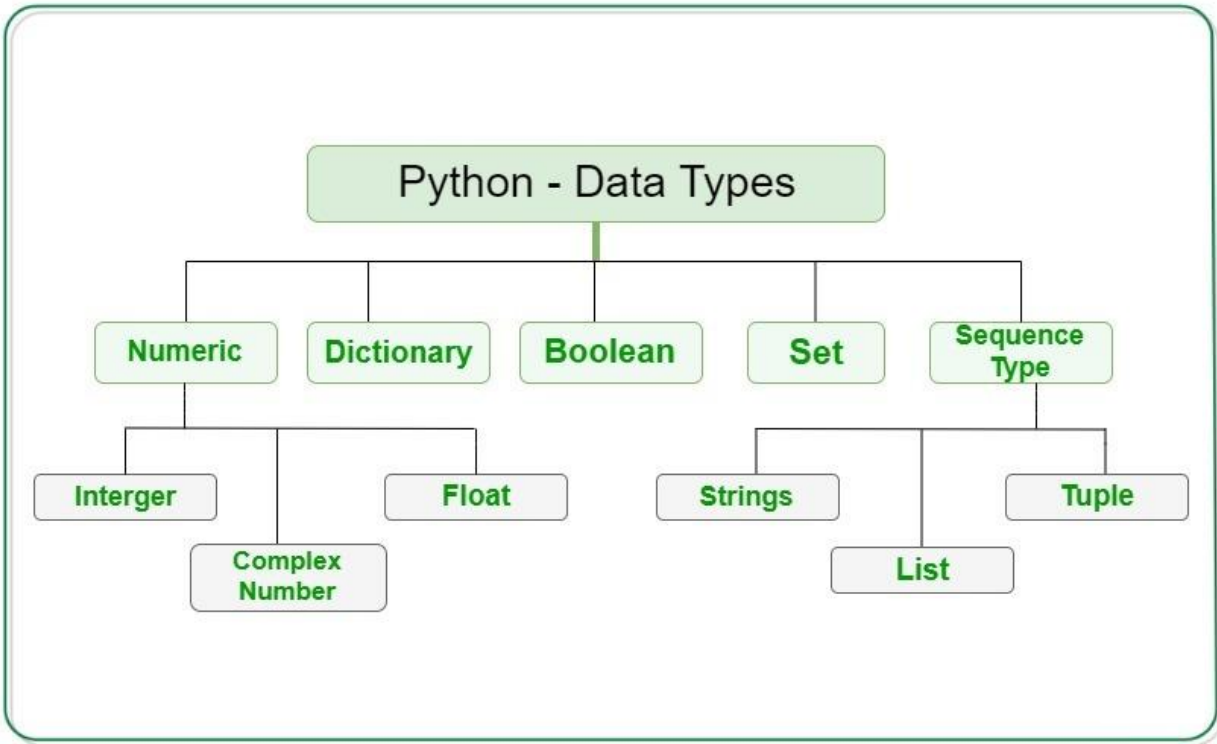 Python - Data Types
Numeric
Dictionary
Boolean
Set
Sequence
Type
Interger
Complex
Number
Float
Strings
List
Tuple